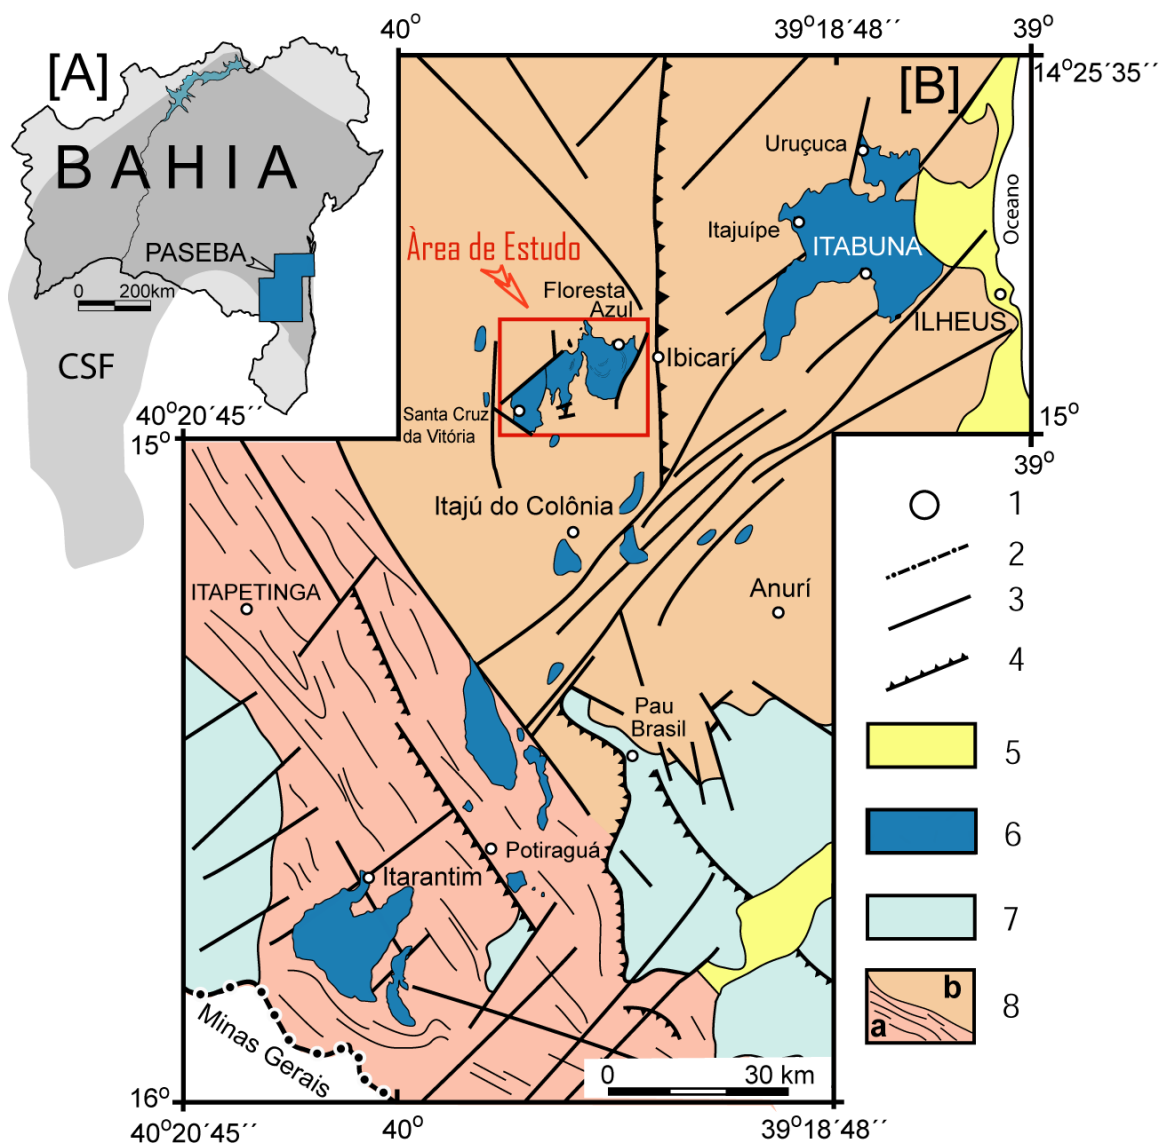 40°
39°18´48´´
39°
14°25´35´´
[A]
[B]
BAHIA
Uruçuca
Oceano
Itajuípe
ITABUNA
PASEBA
0 200km
Àrea de Estudo
Floresta
Azul
ILHEUS
Ibicarí
CSF
40°20´45´´
Santa Cruz
da Vitória
15°
15°
39°
Itajú do Colônia
1
2
ITAPETINGA
Anurí
3
4
Pau
Brasil
5
6
Potiraguá
Itarantim
7
b
a
8
Minas Gerais
0 30 km
16°
40°20´45´´
40°
39°18´48´´